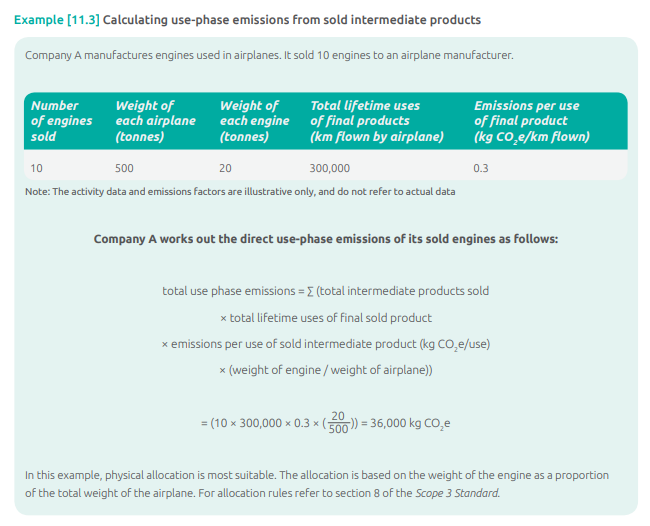 Example [11.3] Calculating use-phase emissions from sold intermediate products
Company A manufactures engines used in airplanes. It sold 10 engines to an airplane manufacturer.
Number of engines sold
Weight of each airplane (tonnes)
Weight of each engine (tonnes)
Total lifetime uses of final products (km flown by airplane)
Emissions per use of final product (kg CO₂e/km flown)
10 500 20 300,000 0.3
Note: The activity data and emissions factors are illustrative only, and do not refer to actual data
Company A works out the direct use-phase emissions of its sold engines as follows:
total use phase emissions = ∑ (total intermediate products sold
× total lifetime uses of final sold product
× emissions per use of sold intermediate product (kg CO₂e/use)
× (weight of engine / weight of airplane))
= (10 × 300,000 × 0.3 × (20/500)) = 36,000 kg CO₂e
In this example, physical allocation is most suitable. The allocation is based on the weight of the engine as a proportion
of the total weight of the airplane. For allocation rules refer to section 8 of the Scope 3 Standard.